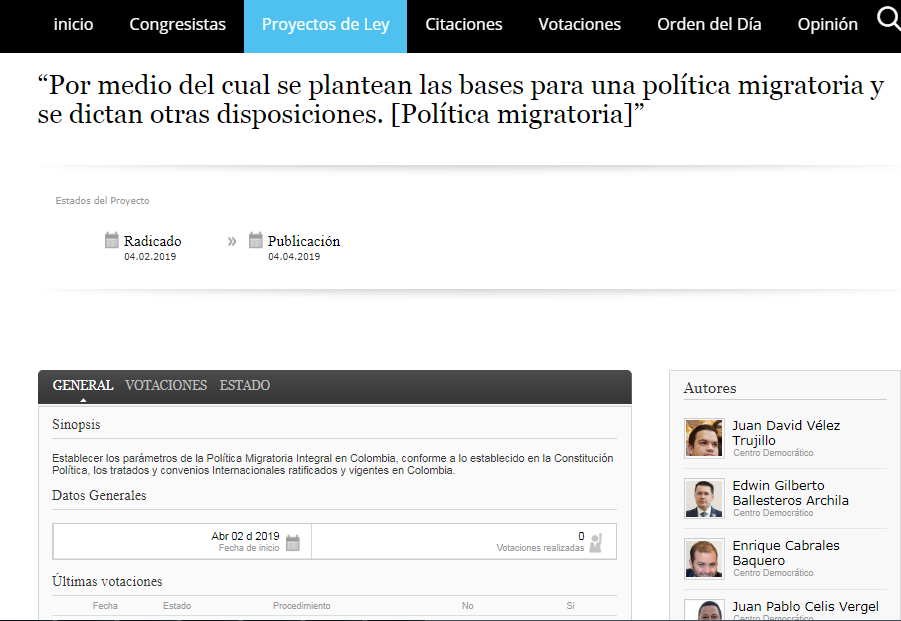 inicio Congresistas Proyectos de Ley Citaciones Votaciones Orden del Día Opinión
“Por medio del cual se plantean las bases para una política migratoria y
se dictan otras disposiciones. [Política migratoria]”
Estados del Proyecto
Radicado » Publicación
04.02.2019 04.04.2019
GENERAL VOTACIONES ESTADO
Sinopsis
Establecer los parámetros de la Política Migratoria Integral en Colombia, conforme a lo establecido en la Constitución
Política, los tratados y convenios Internacionales ratificados y vigentes en Colombia.
Datos Generales
Abr 02 d 2019
Fecha de inicio
0
Votaciones realizadas
Últimas votaciones
Fecha Estado Procedimiento No Si
Autores
Juan David Vélez
Trujillo
Centro Democrático
Edwin Gilberto
Ballesteros Archila
Centro Democrático
Enrique Cabrales
Baquero
Centro Democrático
Juan Pablo Celis Vergel
Centro Democrático